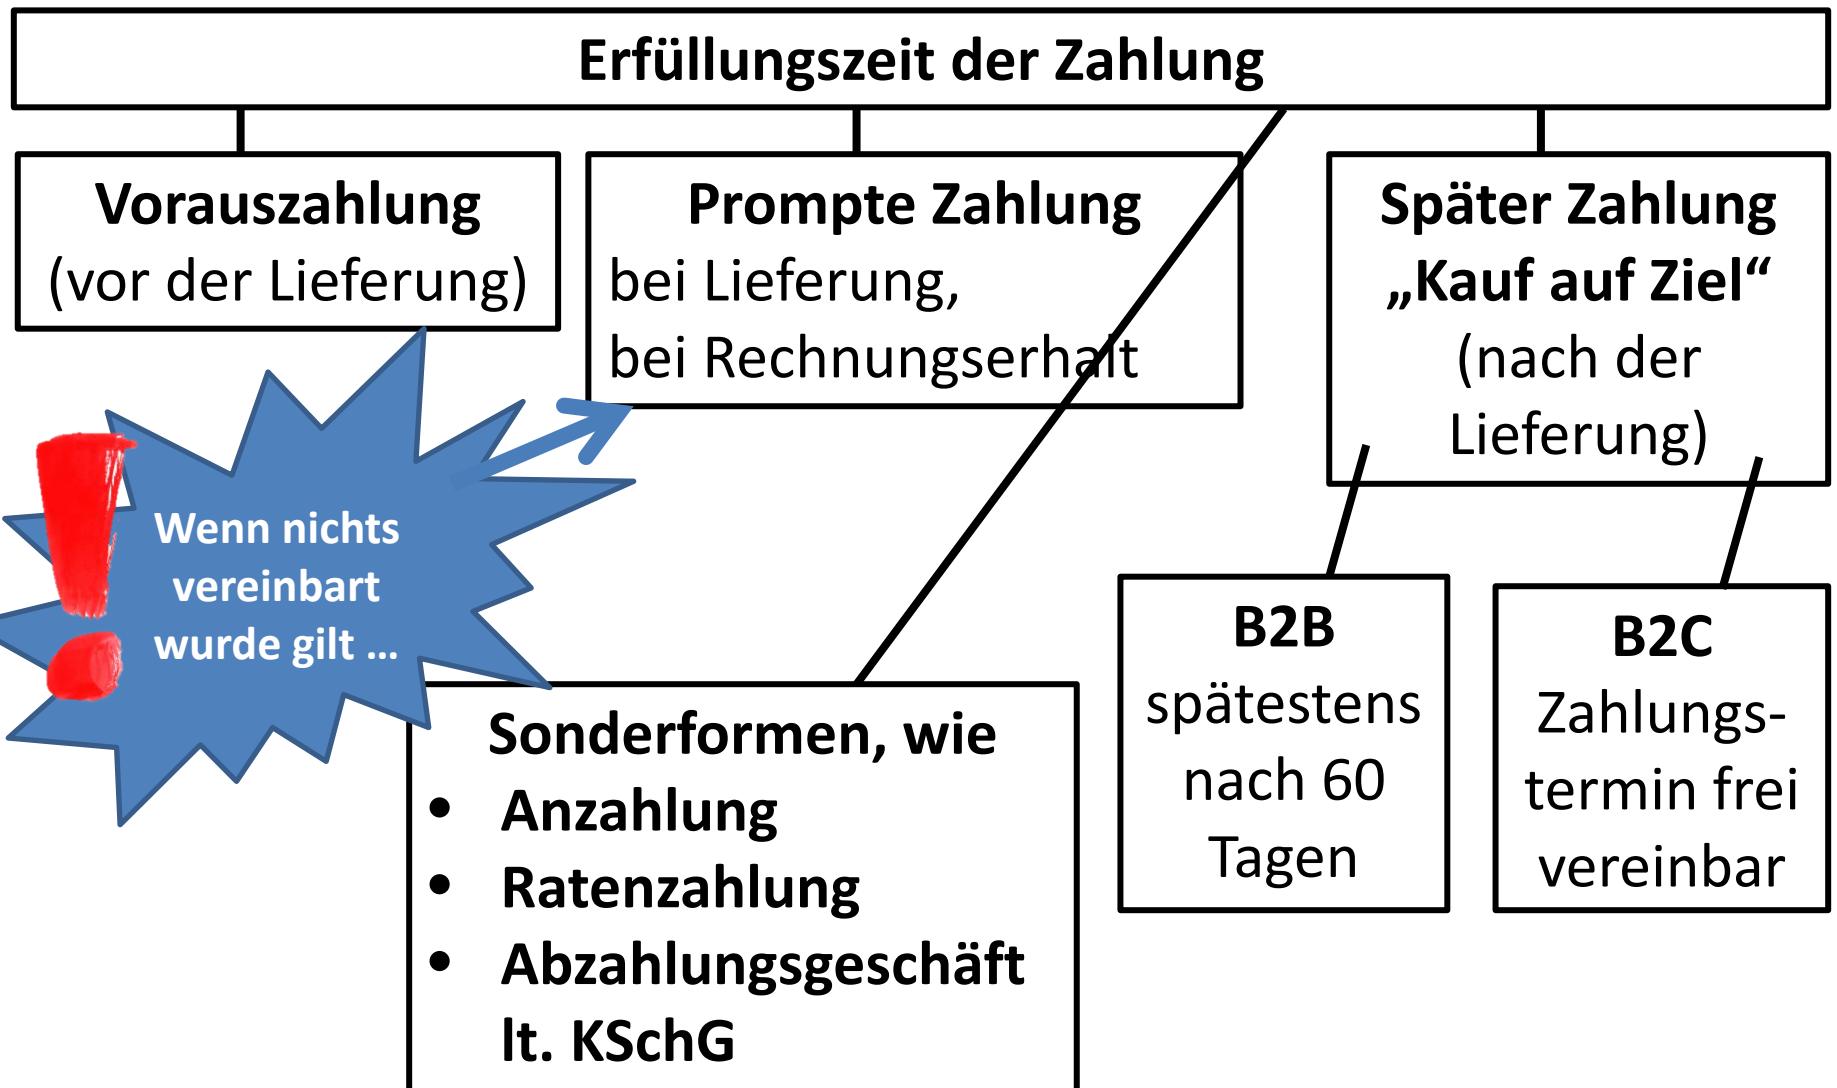 Erfüllungszeit der Zahlung
Vorauszahlung
(vor der Lieferung)
Prompte Zahlung
bei Lieferung,
bei Rechnungserhalt
Später Zahlung
„Kauf auf Ziel“
(nach der
Lieferung)
Wenn nichts
vereinbart
wurde gilt ...
Sonderformen, wie
• Anzahlung
• Ratenzahlung
• Abzahlungsgeschäft
lt. KSchG
B2B
spätestens
nach 60
Tagen
B2C
Zahlungs-
termin frei
vereinbar